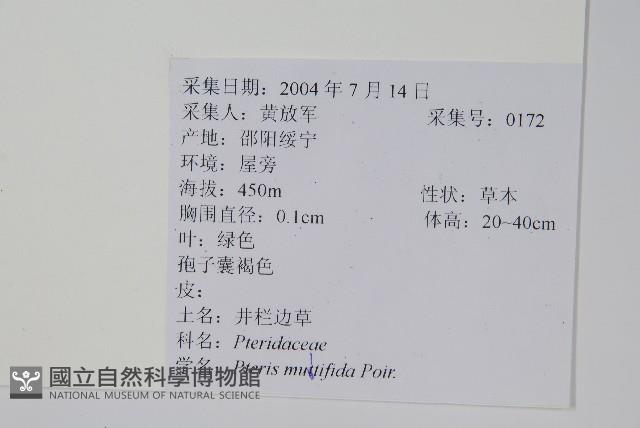 采集日期：2004 年 7 月 14 日
采集人：黄放军 采集号：0172
产地：邵阳绥宁
环境：屋旁
海拔：450m 性状：草本
胸围直径：0.1cm 体高：20~40cm
叶：绿色
孢子囊褐色
皮：
土名：井栏边草
科名：Pteridaceae
学名：Pteris multifida Poir.
國立自然科學博物館
NATIONAL MUSEUM OF NATURAL SCIENCE